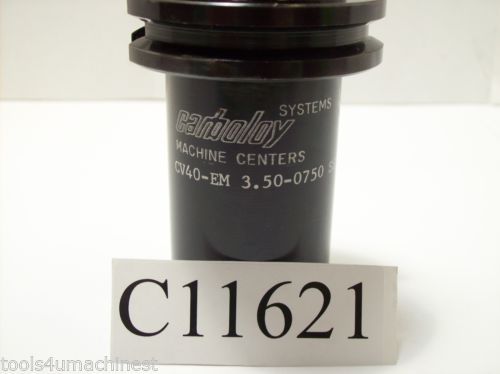 SYSTEMS
carboloy
MACHINE CENTERS
CV40-EM 3.50-0750
C11621
tools4umachinest